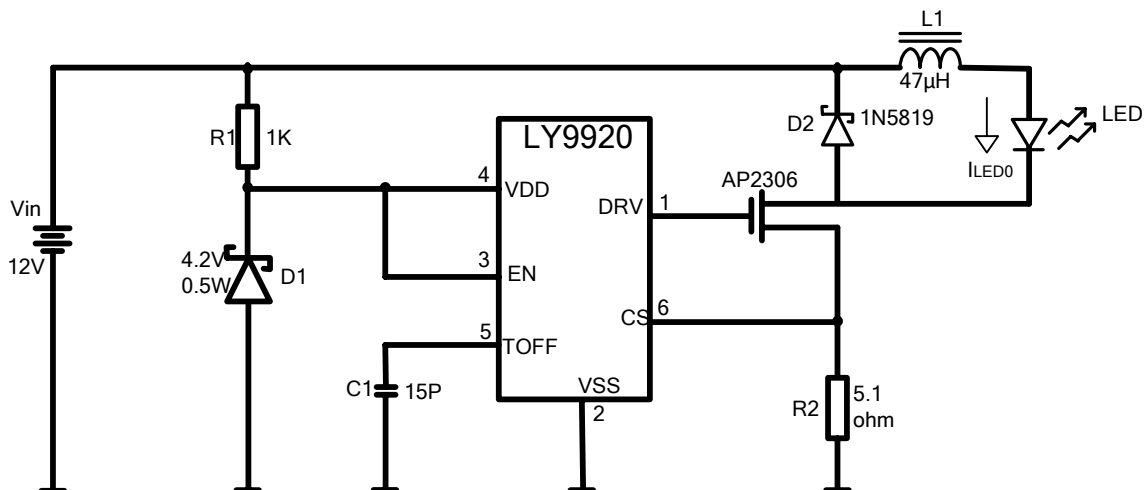 L1
47µH
R1
1K
LY9920
D2
1N5819
LED
ILED0
4
VDD
AP2306
DRV
1
Vin
12V
4.2V
0.5W
D1
3
EN
CS
6
5
TOFF
C1
15P
VSS
2
R2
5.1
ohm